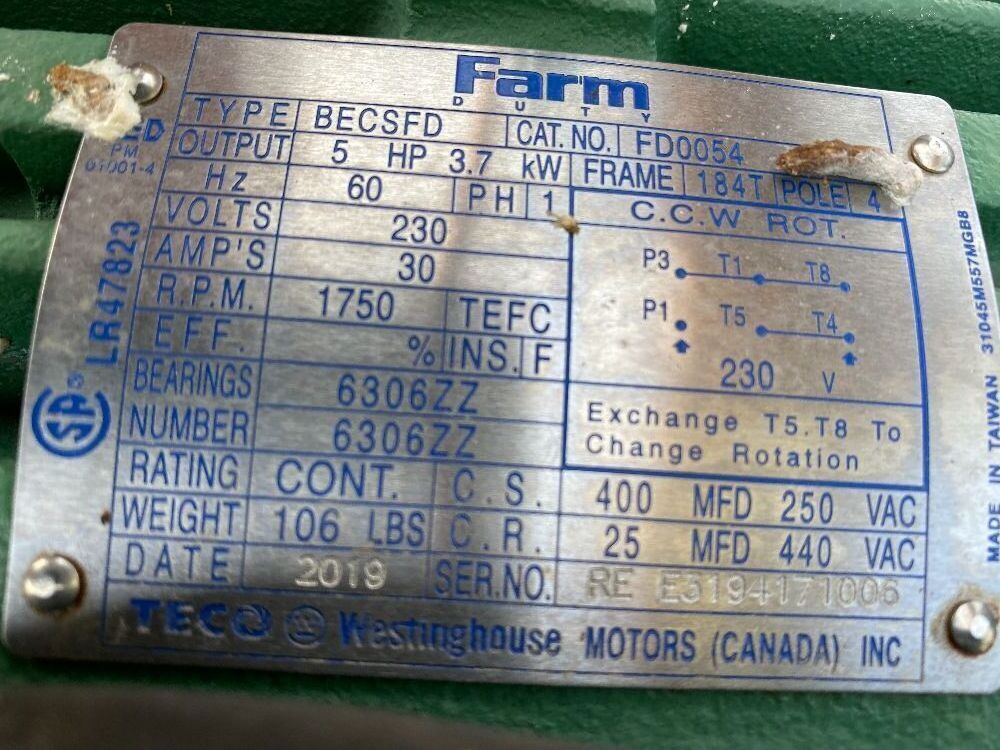 Farm
DUTY
TYPE BECSFD CAT. NO. FD0054
OUTPUT 5 HP 3.7 kW FRAME 184T POLE 4
Hz 60 PH 1 C.C.W ROT.
VOLTS 230
AMP'S 30
R.P.M. 1750 TEFC
EFF. % INS. F
BEARINGS 6306ZZ
NUMBER 6306ZZ
P3 T1 T8
P1 T5 T4
230 V
Exchange T5.T8 To
Change Rotation
RATING CONT. C.S. 400 MFD 250 VAC
WEIGHT 106 LBS C.R. 25 MFD 440 VAC
DATE 2019 SER.NO. RE E3194171006
TECO Westinghouse MOTORS (CANADA) INC
PM
01001-4
LR47823
SA®
MADE IN TAIWAN 31045M557MGB8